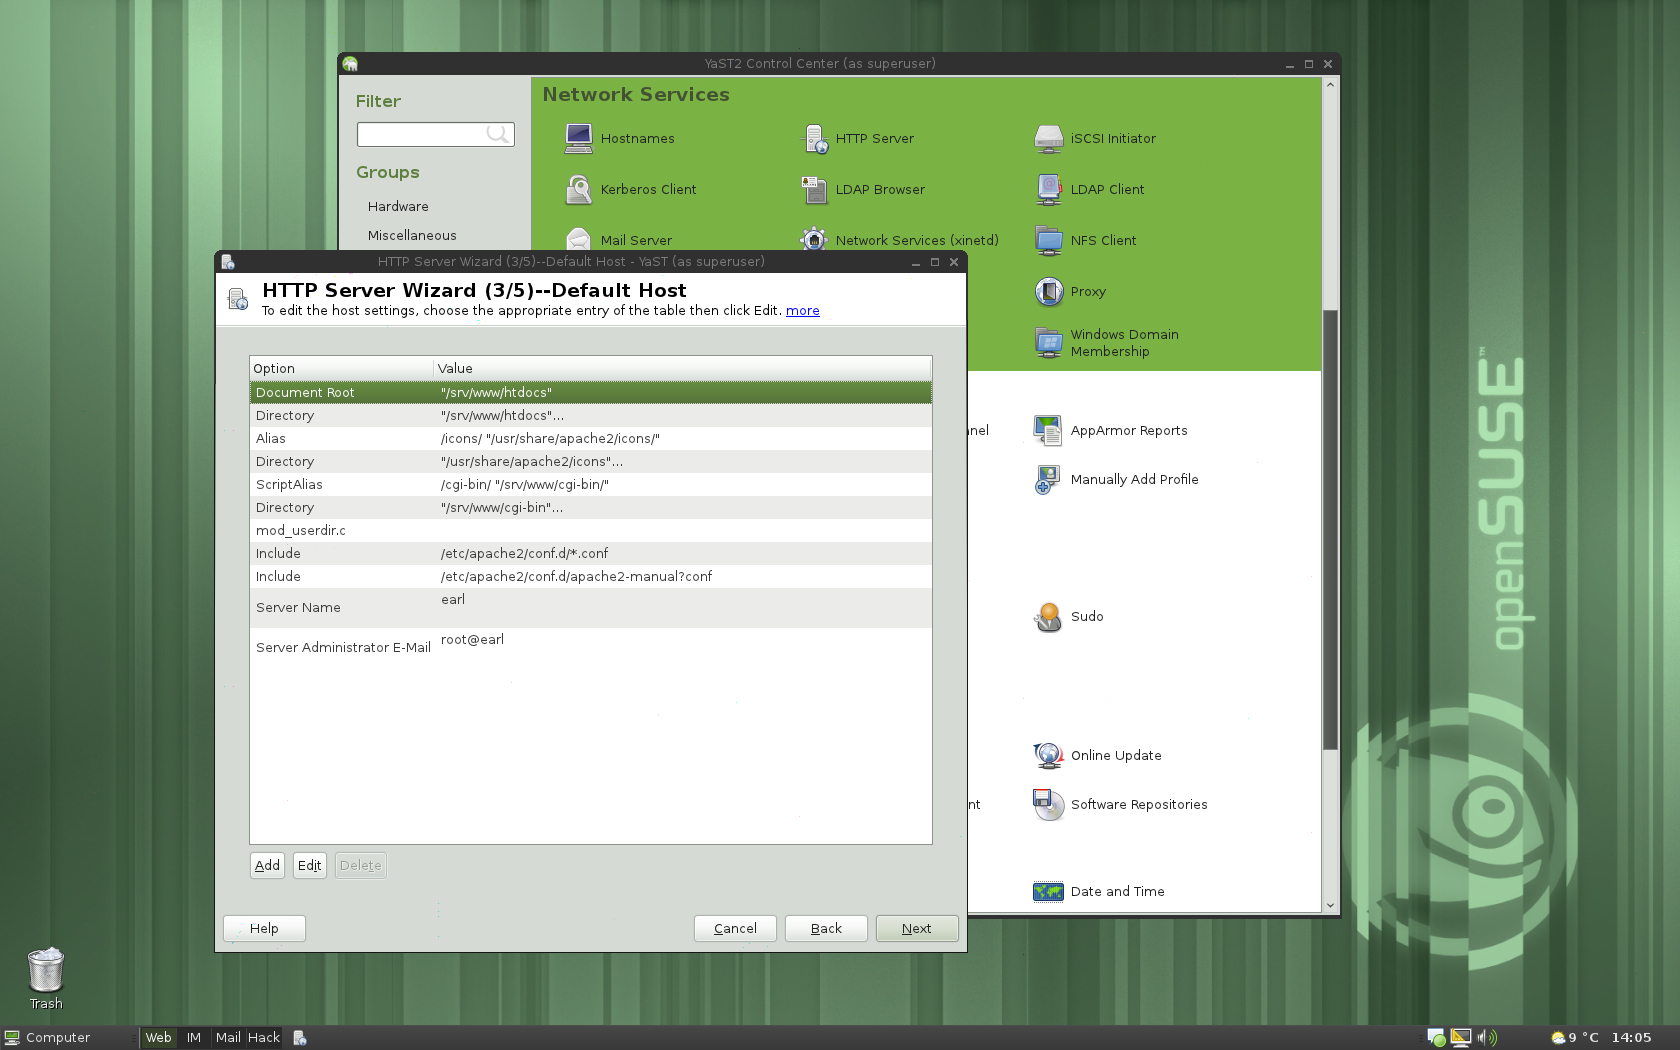 YaST2 Control Center (as superuser)
Filter
Groups
Hardware
Miscellaneous
Network Services
Hostnames
HTTP Server
iSCSI Initiator
Kerberos Client
LDAP Browser
LDAP Client
Mail Server
Network Services (xinetd)
NFS Client
Proxy
Windows Domain
Membership
AppArmor Reports
Manually Add Profile
Sudo
Online Update
Software Repositories
Date and Time
HTTP Server Wizard (3/5)--Default Host - YaST (as superuser)
HTTP Server Wizard (3/5)--Default Host
To edit the host settings, choose the appropriate entry of the table then click Edit. more
Option Value
Document Root "/srv/www/htdocs"
Directory "/srv/www/htdocs"...
Alias /icons/ "/usr/share/apache2/icons/"
Directory "/usr/share/apache2/icons"...
ScriptAlias /cgi-bin/ "/srv/www/cgi-bin/"
Directory "/srv/www/cgi-bin"...
mod_userdir.c
Include /etc/apache2/conf.d/*.conf
Include /etc/apache2/conf.d/apache2-manual?conf
Server Name earl
Server Administrator E-Mail root@earl
Add Edit Delete
Help Cancel Back Next
openSUSE™
Trash
Computer Web IM Mail Hack 9 °C 14:05